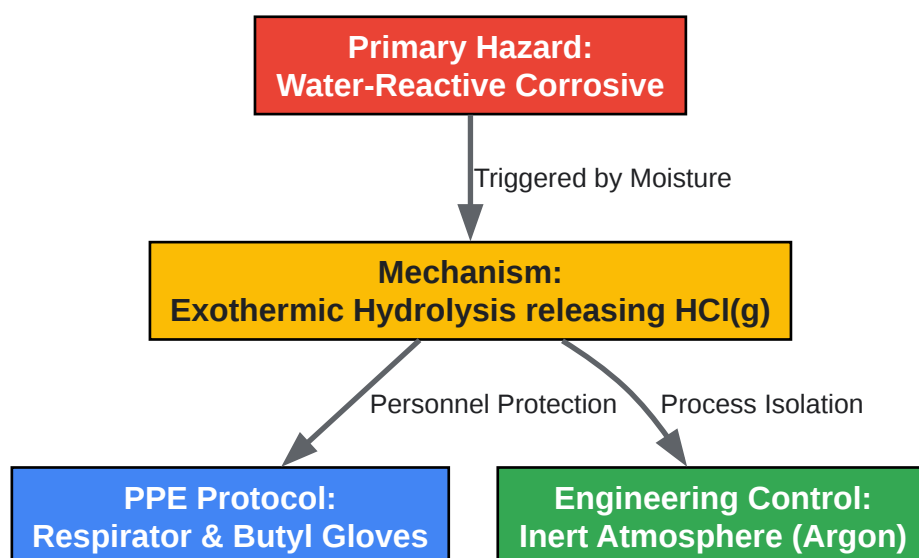 Primary Hazard:
Water-Reactive Corrosive
Triggered by Moisture
Mechanism:
Exothermic Hydrolysis releasing HCl(g)
Personnel Protection
Process Isolation
PPE Protocol:
Respirator & Butyl Gloves
Engineering Control:
Inert Atmosphere (Argon)